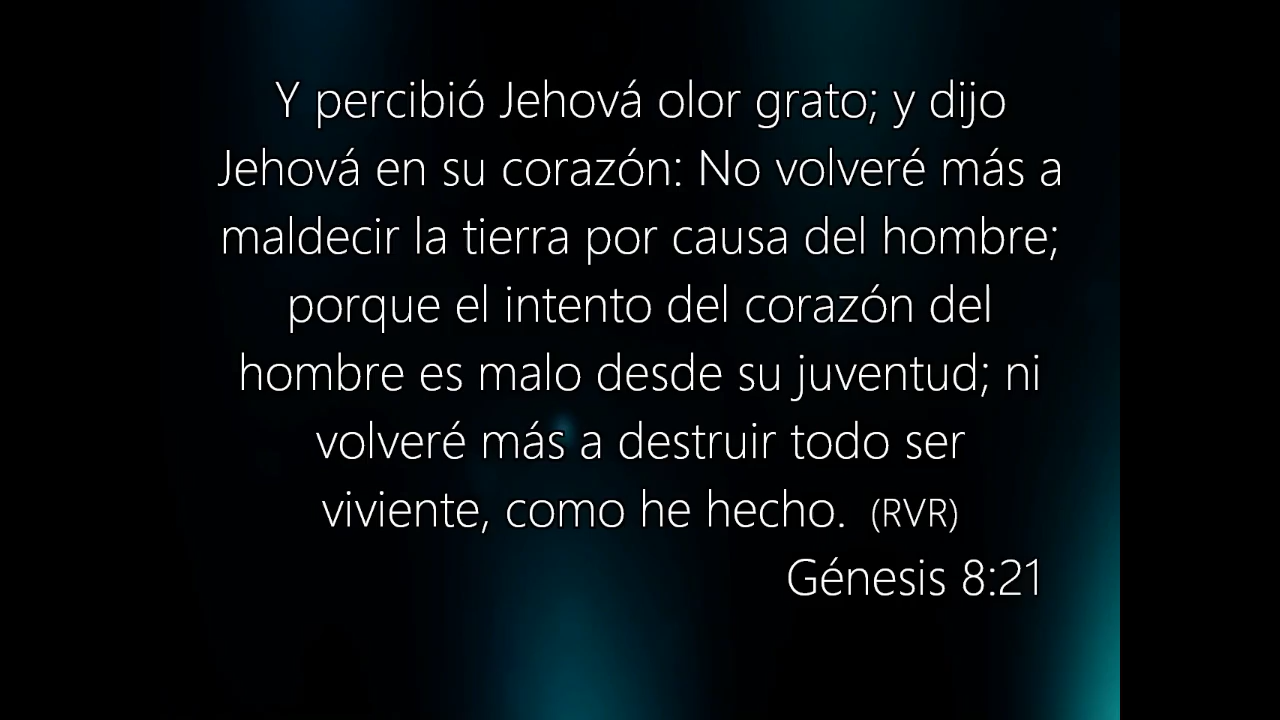 Y percibió Jehová olor grato; y dijo
Jehová en su corazón: No volveré más a
maldecir la tierra por causa del hombre;
porque el intento del corazón del
hombre es malo desde su juventud; ni
volveré más a destruir todo ser
viviente, como he hecho. (RVR)
Génesis 8:21